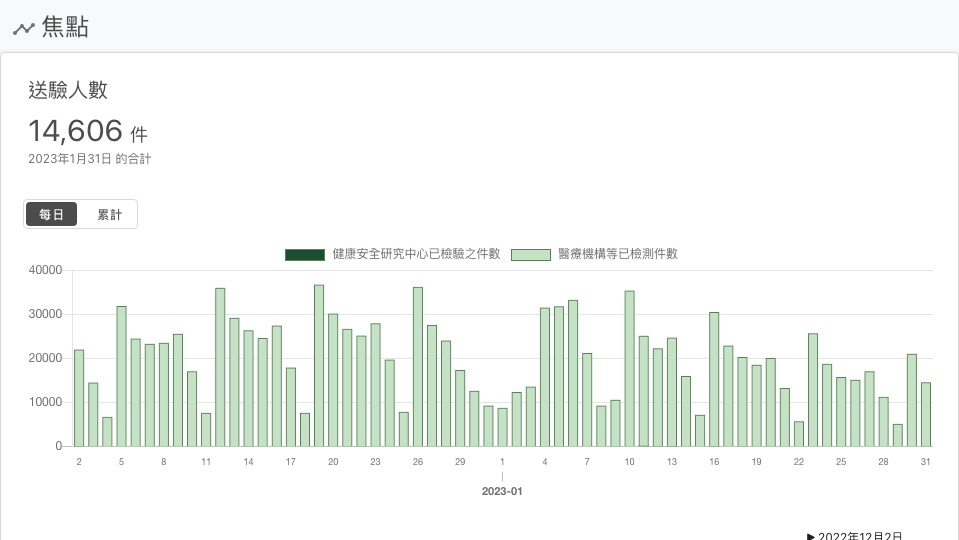 焦點
送驗人數
14,606 件
2023年1月31日 的合計
每日 累計
健康安全研究中心已檢驗之件數 醫療機構等已檢測件數
40000
30000
20000
10000
0
2 5 8 11 14 17 20 23 26 29 1 4 7 10 13 16 19 22 25 28 31
2023-01
▶ 2022年12月2日